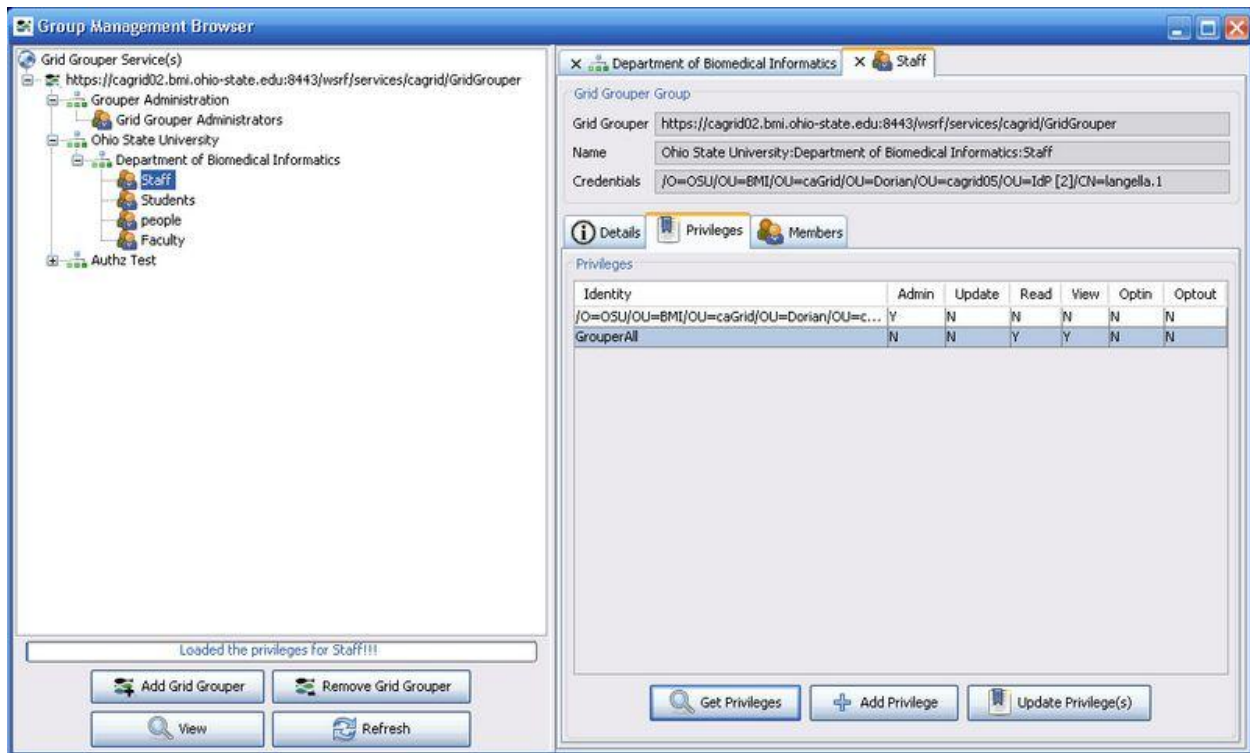 Group Management Browser
Grid Grouper Service(s)
https://cagrid02.bmi.ohio-state.edu:8443/wsrf/services/cagrid/GridGrouper
Grouper Administration
Grid Grouper Administrators
Ohio State University
Department of Biomedical Informatics
Staff
Students
people
Faculty
Authz Test
Loaded the privileges for Staff!!!
Add Grid Grouper Remove Grid Grouper
View Refresh
X Department of Biomedical Informatics X Staff
Grid Grouper Group
Grid Grouper https://cagrid02.bmi.ohio-state.edu:8443/wsrf/services/cagrid/GridGrouper
Name Ohio State University:Department of Biomedical Informatics:Staff
Credentials /O=OSU/OU=BMI/OU=caGrid/OU=Dorian/OU=cagrid05/OU=IdP [2]/CN=langella.1
Details Privileges Members
Privileges
Identity Admin Update Read View Optin Optout
/O=OSU/OU=BMI/OU=caGrid/OU=Dorian/OU=c... Y N N N N N
GrouperAll N N Y Y N N
Get Privileges Add Privilege Update Privilege(s)